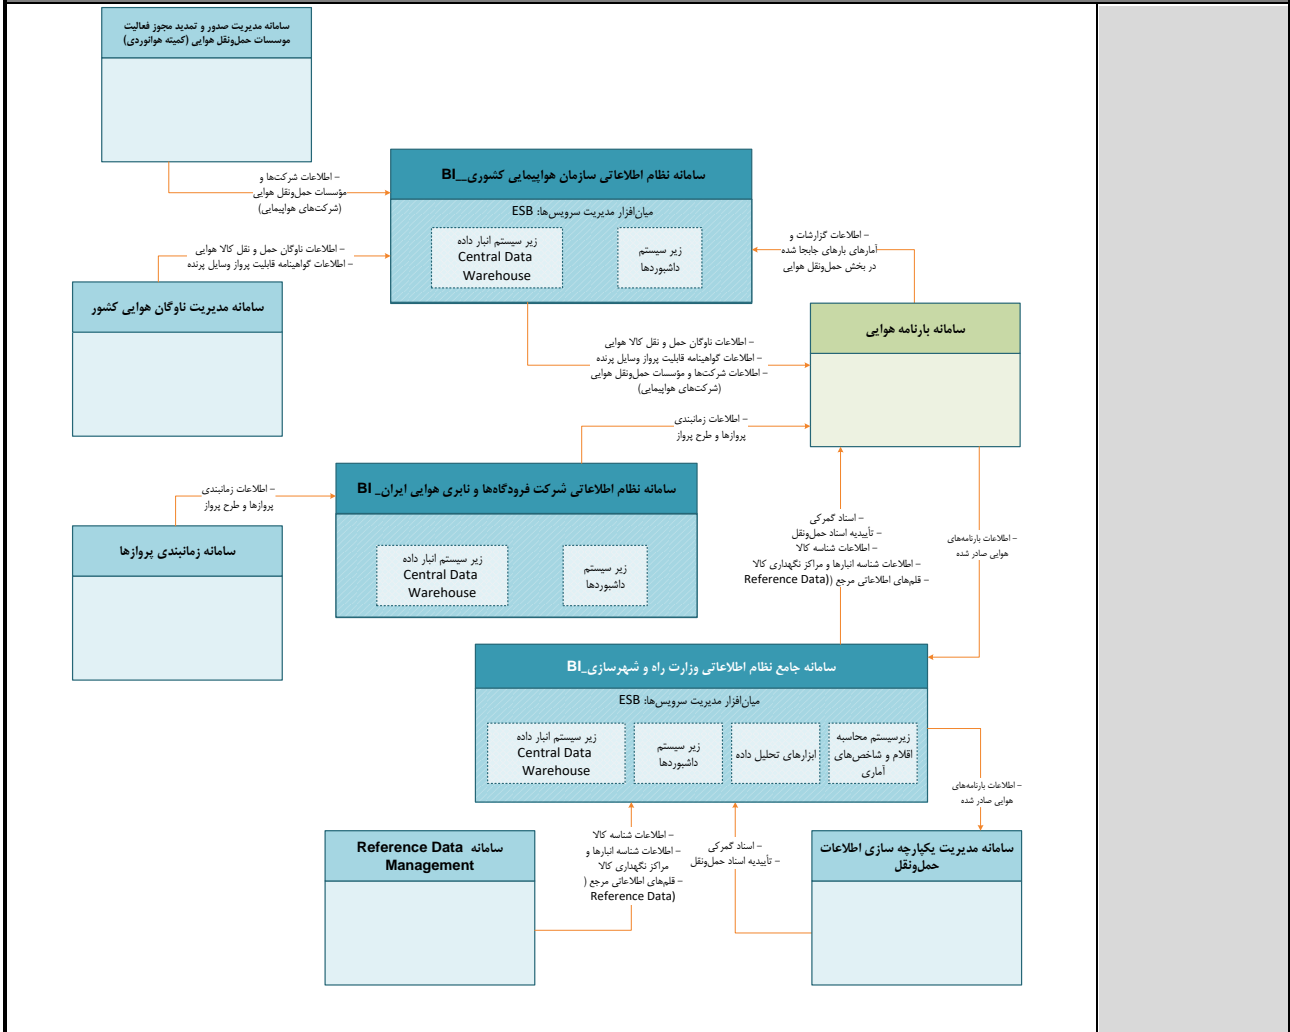 سامانه مدیریت صدور و تمدید مجوز فعالیت
موسسات حمل‌ونقل هوایی (کمیته هوانوردی)
– اطلاعات شرکت‌ها و
مؤسسات حمل‌ونقل هوایی
(شرکت‌های هواپیمایی)
سامانه نظام اطلاعاتی سازمان هواپیمایی کشوری__BI
میان‌افزار مدیریت سرویس‌ها: ESB
زیر سیستم انبار داده
Central Data
Warehouse
زیر سیستم
داشبوردها
– اطلاعات گزارشات و
آمارهای بارهای جابجا شده
در بخش حمل‌ونقل هوایی
– اطلاعات ناوگان حمل و نقل کالا هوایی
– اطلاعات گواهینامه قابلیت پرواز وسایل پرنده
سامانه مدیریت ناوگان هوایی کشور
سامانه بارنامه هوایی
– اطلاعات ناوگان حمل و نقل کالا هوایی
– اطلاعات گواهینامه قابلیت پرواز وسایل پرنده
– اطلاعات شرکت‌ها و مؤسسات حمل‌ونقل هوایی
(شرکت‌های هواپیمایی)
– اطلاعات زمانبندی
پروازها و طرح پرواز
سامانه نظام اطلاعاتی شرکت فرودگاه‌ها و نابری هوایی ایران_ BI
زیر سیستم انبار داده
Central Data
Warehouse
زیر سیستم
داشبوردها
– اطلاعات زمانبندی
پروازها و طرح پرواز
سامانه زمانبندی پروازها
– اسناد گمرکی
– تأییدیه اسناد حمل‌ونقل
– اطلاعات شناسه کالا
– اطلاعات شناسه انبارها و مراکز نگهداری کالا
– قلم‌های اطلاعاتی مرجع ((Reference Data
– اطلاعات بارنامه‌های
هوایی صادر شده
سامانه جامع نظام اطلاعاتی وزارت راه و شهرسازی_BI
میان‌افزار مدیریت سرویس‌ها: ESB
زیر سیستم انبار داده
Central Data
Warehouse
زیر سیستم
داشبوردها
ابزارهای تحلیل داده
زیرسیستم محاسبه
اقلام و شاخص‌های
آماری
– اطلاعات بارنامه‌های
هوایی صادر شده
سامانه Reference Data
Management
– اطلاعات شناسه کالا
– اطلاعات شناسه انبارها و
مراکز نگهداری کالا
– قلم‌های اطلاعاتی مرجع (
Reference Data)
– اسناد گمرکی
– تأییدیه اسناد حمل‌ونقل
سامانه مدیریت یکپارچه سازی اطلاعات
حمل‌ونقل